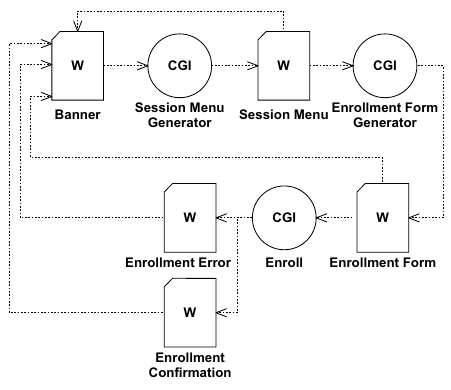 W
CGI
W
CGI
Banner
Session Menu
Generator
Session Menu
Enrollment Form
Generator
W
CGI
W
Enrollment Error
Enroll
Enrollment Form
W
Enrollment
Confirmation